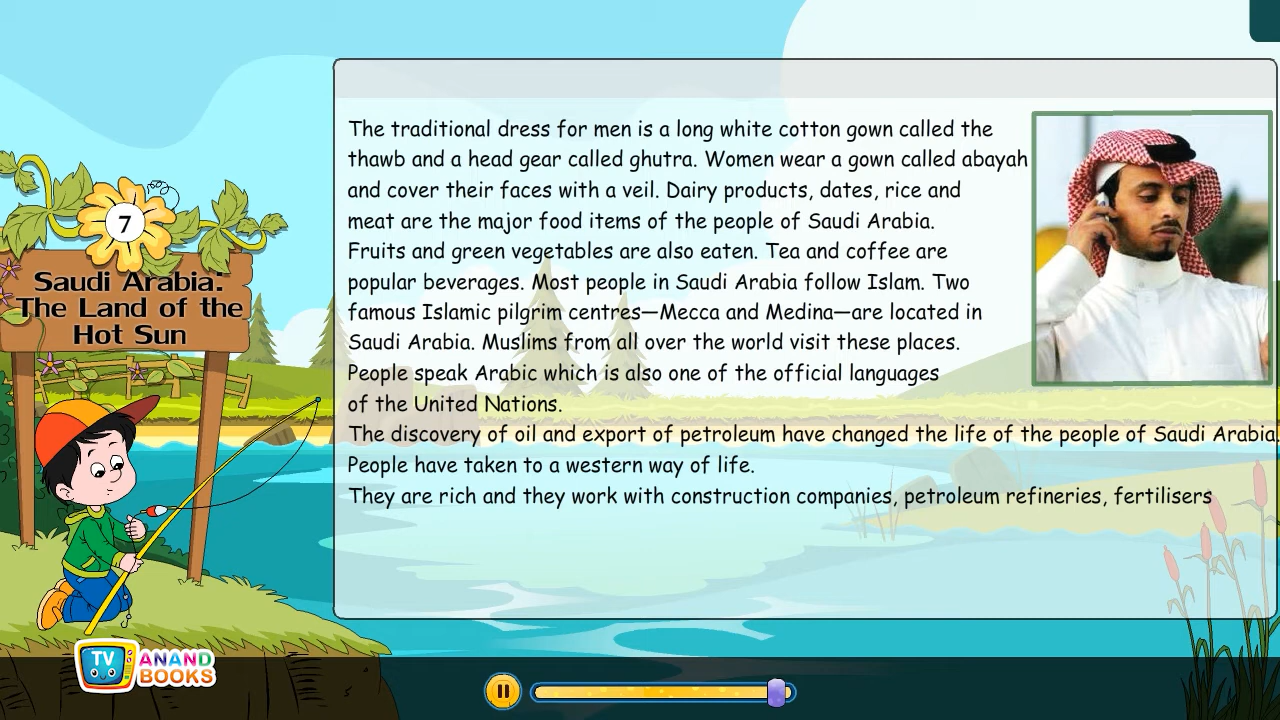 7
Saudi Arabia:
The Land of the
Hot Sun
The traditional dress for men is a long white cotton gown called the
thawb and a head gear called ghutra. Women wear a gown called abayah
and cover their faces with a veil. Dairy products, dates, rice and
meat are the major food items of the people of Saudi Arabia.
Fruits and green vegetables are also eaten. Tea and coffee are
popular beverages. Most people in Saudi Arabia follow Islam. Two
famous Islamic pilgrim centres—Mecca and Medina—are located in
Saudi Arabia. Muslims from all over the world visit these places.
People speak Arabic which is also one of the official languages
of the United Nations.
The discovery of oil and export of petroleum have changed the life of the people of Saudi Arabia.
People have taken to a western way of life.
They are rich and they work with construction companies, petroleum refineries, fertilisers
TV
ANAND
BOOKS